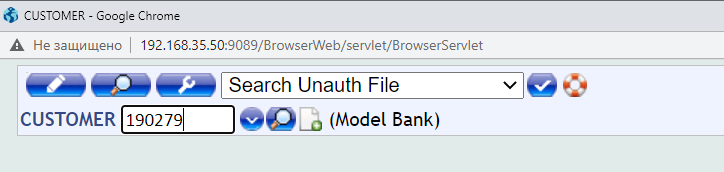 CUSTOMER - Google Chrome
Не защищено 192.168.35.50:9089/BrowserWeb/servlet/BrowserServlet
Search Unauth File
CUSTOMER 190279 (Model Bank)